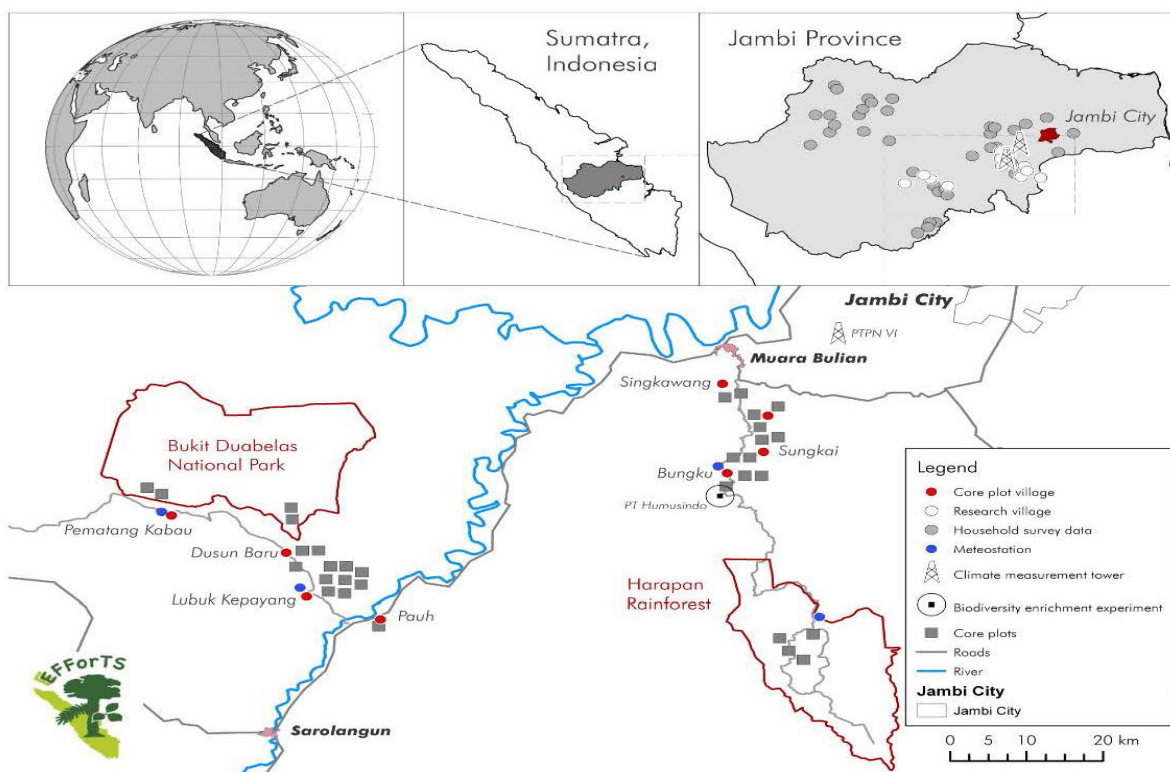 Sumatra,
Indonesia
Jambi Province
Jambi City
Jambi City
PTPN VI
Muara Bulian
Singkawang
Bukit Duabelas
National Park
Sungkai
Bungku
PT Humusindo
Pematang Kabau
Dusun Baru
Lubuk Kepayang
Pauh
Harapan
Rainforest
Sarolangun
EFForTS
Legend
Core plot village
Research village
Household survey data
Meteostation
Climate measurement tower
Biodiversity enrichment experiment
Core plots
Roads
River
Jambi City
Jambi City
0 5 10 20 km